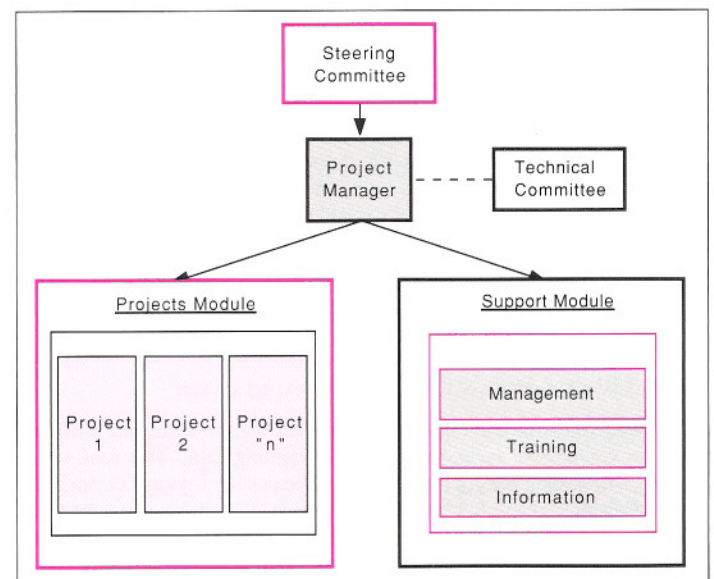 Steering
Committee
Project
Manager
Technical
Committee
Projects Module
Support Module
Project
1
Project
2
Project
"n"
Management
Training
Information